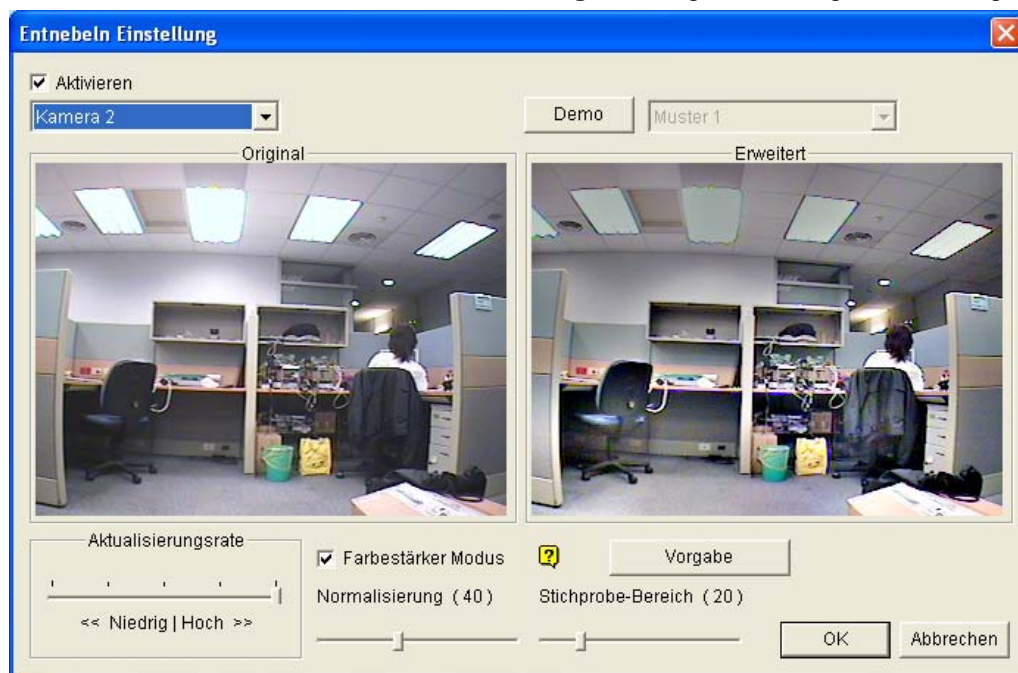 Entnebeln Einstellung
Aktivieren
Kamera 2
Demo
Muster 1
Original
Erweitert
Aktualisierungsrate
<< Niedrig | Hoch >>
Farbestärker Modus
?
Vorgabe
Normalisierung ( 40 )
Stichprobe-Bereich ( 20 )
OK
Abbrechen